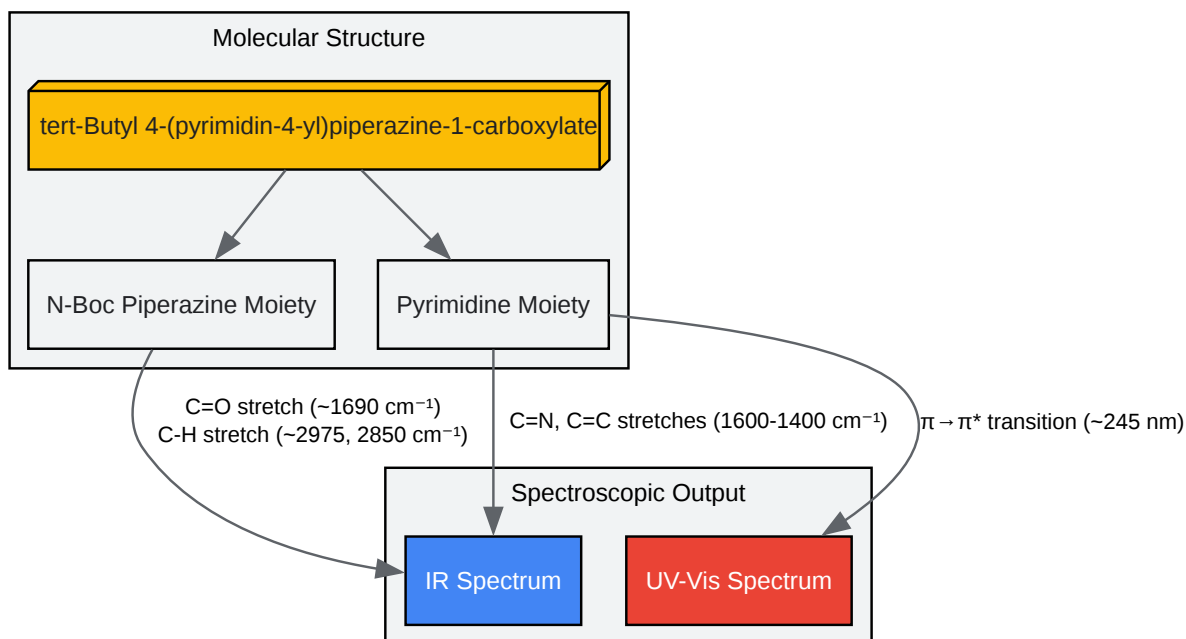 Molecular Structure
tert-Butyl 4-(pyrimidin-4-yl)piperazine-1-carboxylate
N-Boc Piperazine Moiety
Pyrimidine Moiety
C=O stretch (~1690 cm⁻¹)
C-H stretch (~2975, 2850 cm⁻¹)
C=N, C=C stretches (1600-1400 cm⁻¹)
π→π* transition (~245 nm)
Spectroscopic Output
IR Spectrum
UV-Vis Spectrum